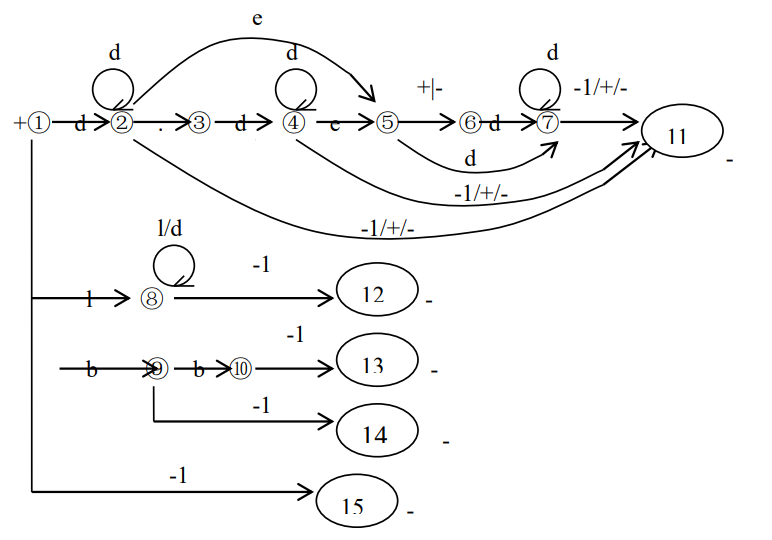 e
d d d
+|- -1/+/-
+① d ② . ③ d ④ e ⑤ ⑥ d ⑦ 11
d -
-1/+/-
-1/+/-
l/d
-1
l ⑧ 12 -
-1
b ⑨ b ⑩ 13 -
-1
14 -
-1
15 -